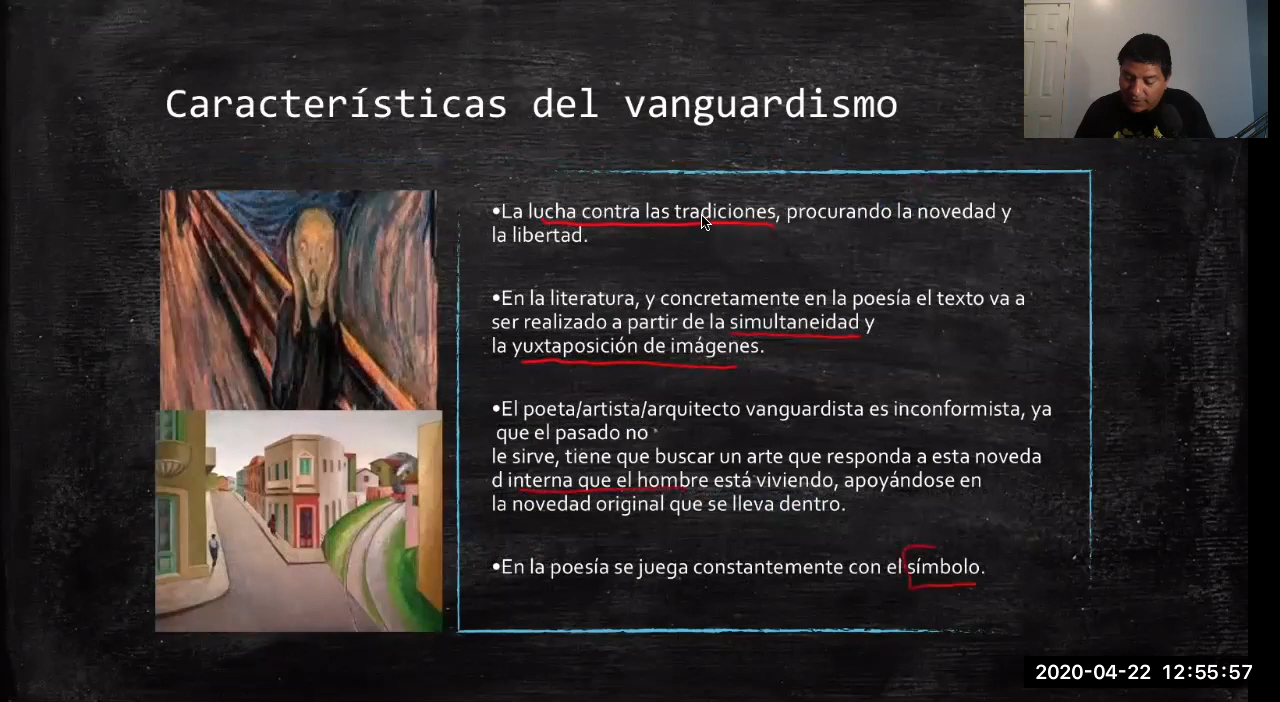 Características del vanguardismo
•La lucha contra las tradiciones, procurando la novedad y
la libertad.
•En la literatura, y concretamente en la poesía el texto va a
ser realizado a partir de la simultaneidad y
la yuxtaposición de imágenes.
•El poeta/artista/arquitecto vanguardista es inconformista, ya
que el pasado no
le sirve, tiene que buscar un arte que responda a esta noveda
d interna que el hombre está viviendo, apoyándose en
la novedad original que se lleva dentro.
•En la poesía se juega constantemente con el símbolo.
2020-04-22 12:55:57